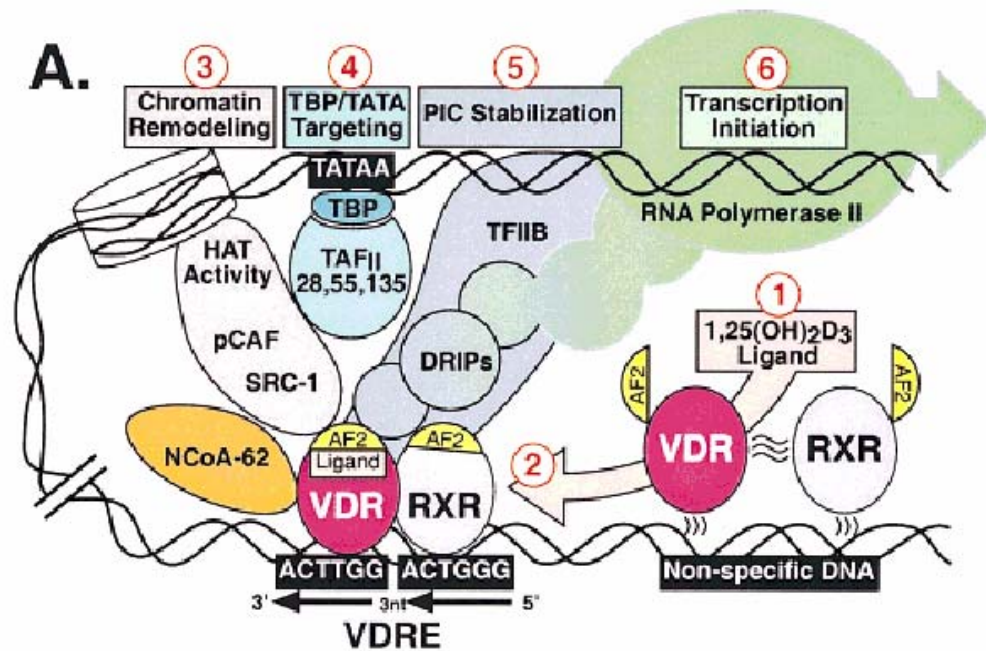 A.
3
4
5
6
Chromatin
Remodeling
TBP/TATA
Targeting
PIC Stabilization
Transcription
Initiation
TATAA
TBP
RNA Polymerase II
HAT
Activity
TAFII
28,55,135
TFIIB
1
1,25(OH)2D3
Ligand
pCAF
SRC-1
DRIPs
AF2
AF2
NCoA-62
AF2
Ligand
AF2
VDR
RXR
2
VDR
RXR
ACTTGG
ACTGGG
Non-specific DNA
3'
3nt
5'
VDRE